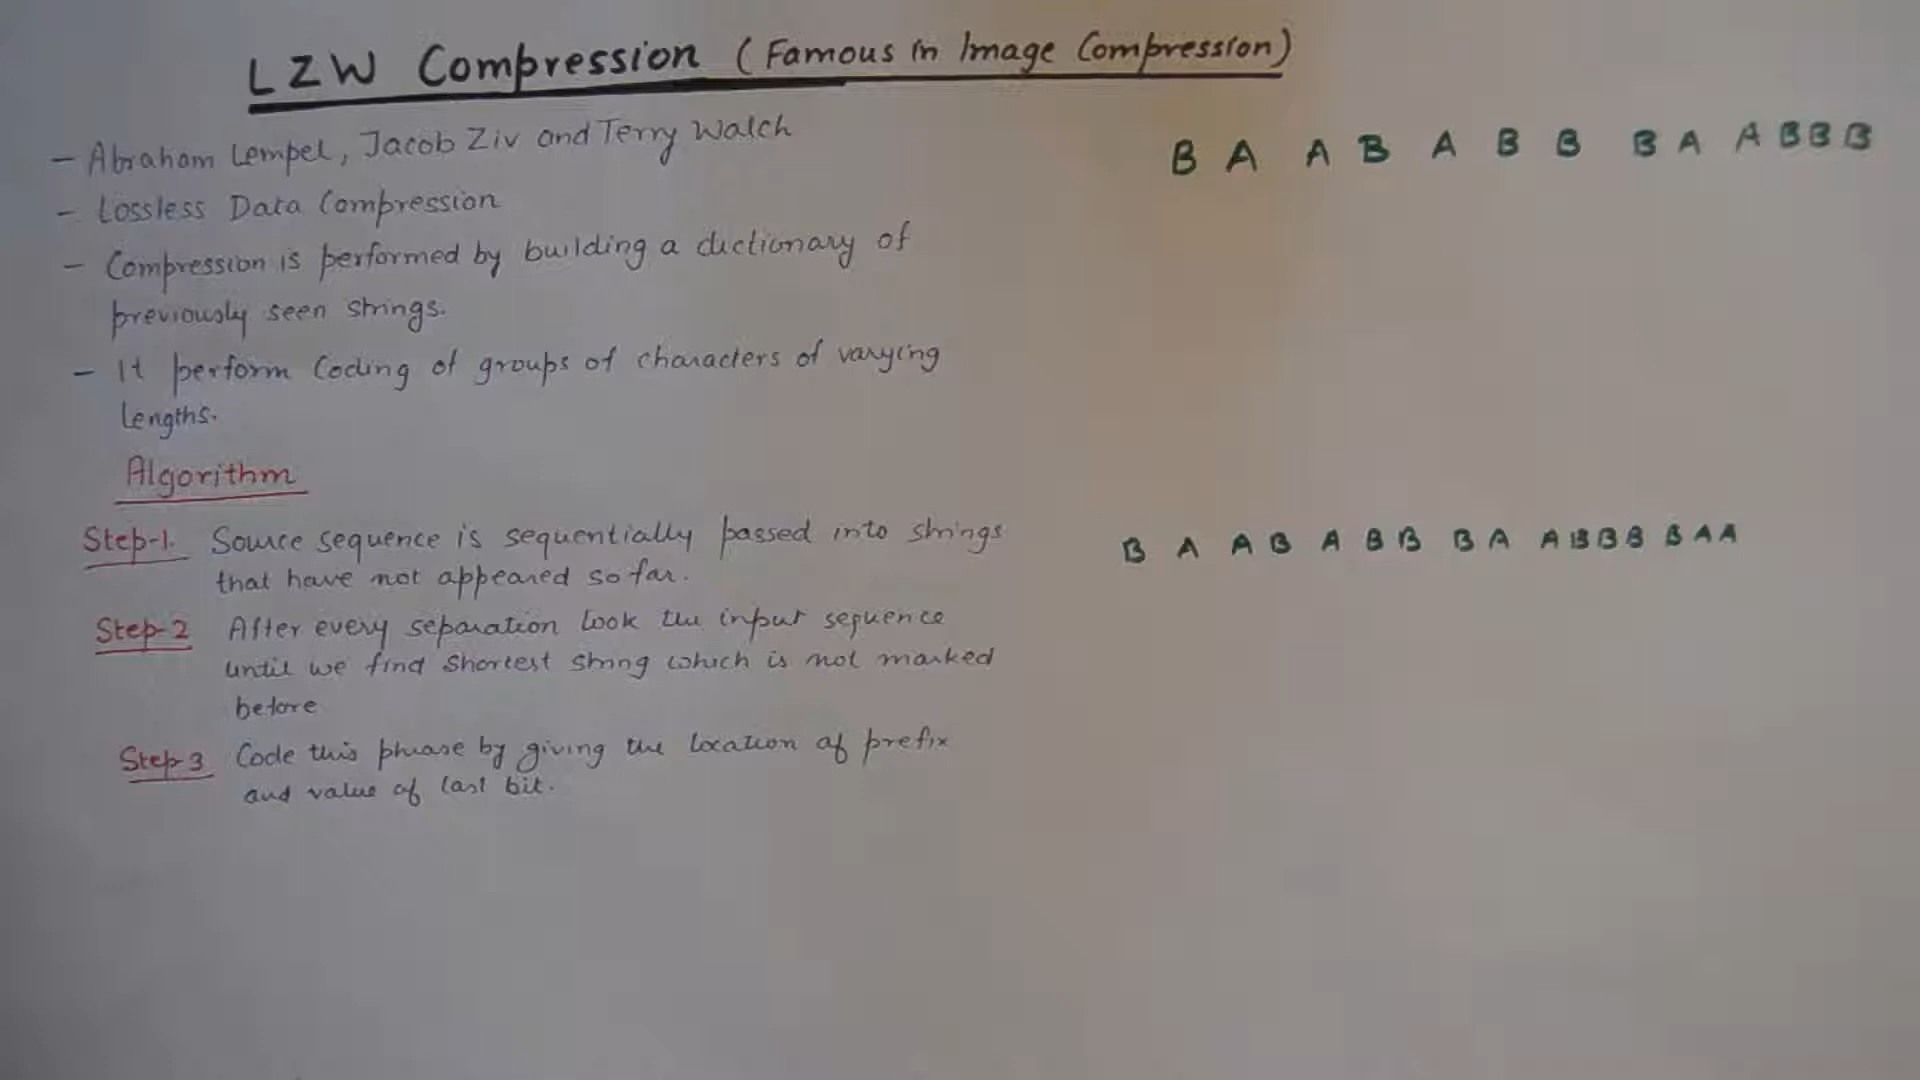 LZW Compression (Famous in Image Compression)
- Abraham Lempel, Jacob Ziv and Terry Walch
B A A B A B B B A A B B B
- Lossless Data Compression
- Compression is performed by building a dictionary of
previously seen strings.
- It perform Coding of groups of characters of varying
lengths.
Algorithm
Step-1. Source sequence is sequentially passed into strings
that have not appeared so far.
B A A B A B B B A A B B B B A A
Step-2 After every separation look the input sequence
until we find shortest string which is not marked
before
Step-3 Code this phrase by giving the location of prefix
and value of last bit.